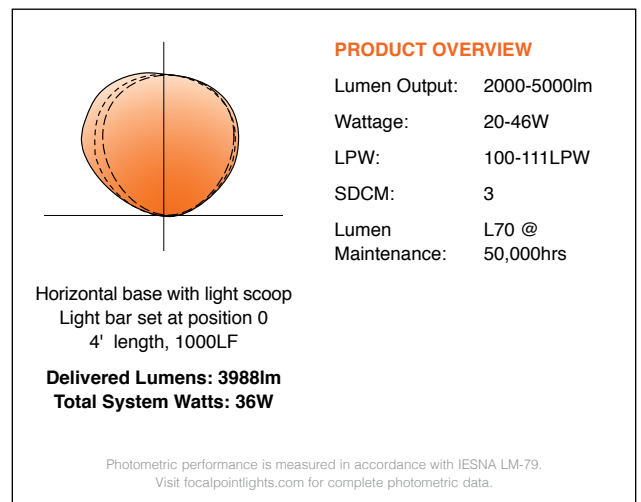 PRODUCT OVERVIEW
Lumen Output: 2000-5000lm
Wattage: 20-46W
LPW: 100-111LPW
SDCM: 3
Lumen L70 @
Maintenance: 50,000hrs
Horizontal base with light scoop
Light bar set at position 0
4' length, 1000LF
Delivered Lumens: 3988lm
Total System Watts: 36W
Photometric performance is measured in accordance with IESNA LM-79.
Visit focalpointlights.com for complete photometric data.